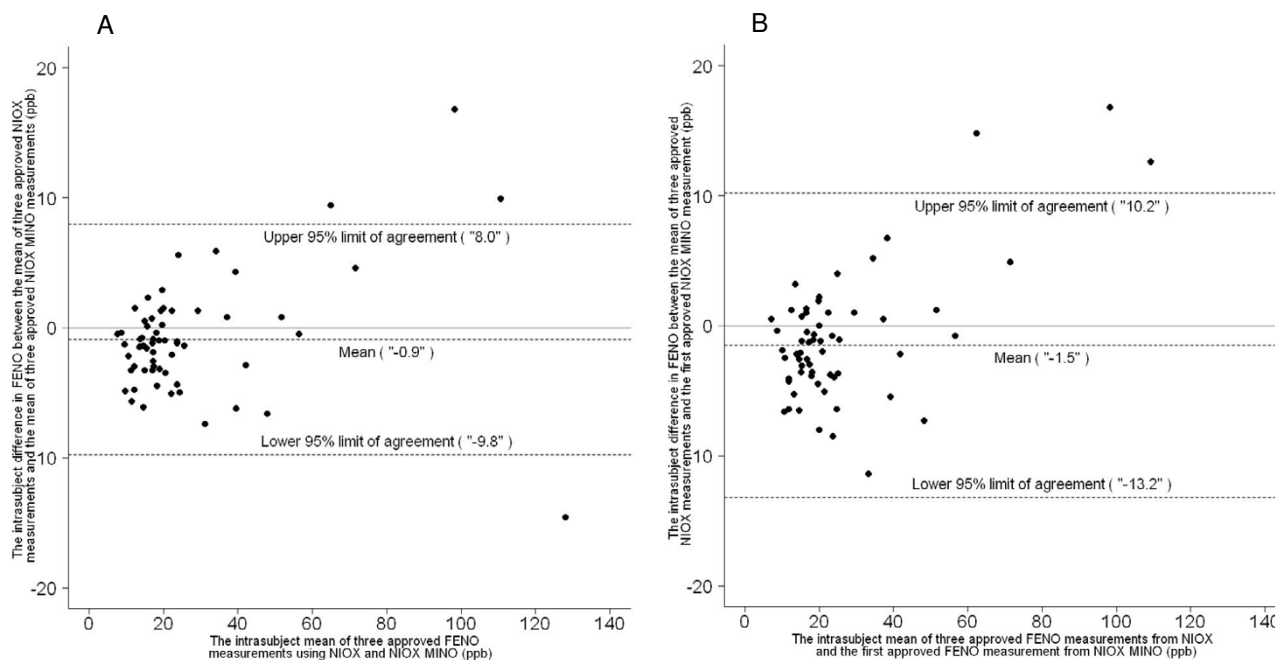 A
The intrasubject difference in FENO between the mean of three approved NIOX
measurements and the mean of three approved NIOX MINO measurements (ppb)
20
10
0
-10
-20
Upper 95% limit of agreement ( "8.0" )
Mean ( "-0.9" )
Lower 95% limit of agreement ( "-9.8" )
0 20 40 60 80 100 120 140
The intrasubject mean of three approved FENO
measurements using NIOX and NIOX MINO (ppb)
B
The intrasubject difference in FENO between the mean of three approved
NIOX measurements and the first approved NIOX MINO measurement (ppb)
20
10
0
-10
-20
Upper 95% limit of agreement ( "10.2" )
Mean ( "-1.5" )
Lower 95% limit of agreement ( "-13.2" )
0 20 40 60 80 100 120 140
The intrasubject mean of three approved FENO measurements from NIOX
and the first approved FENO measurement from NIOX MINO (ppb)